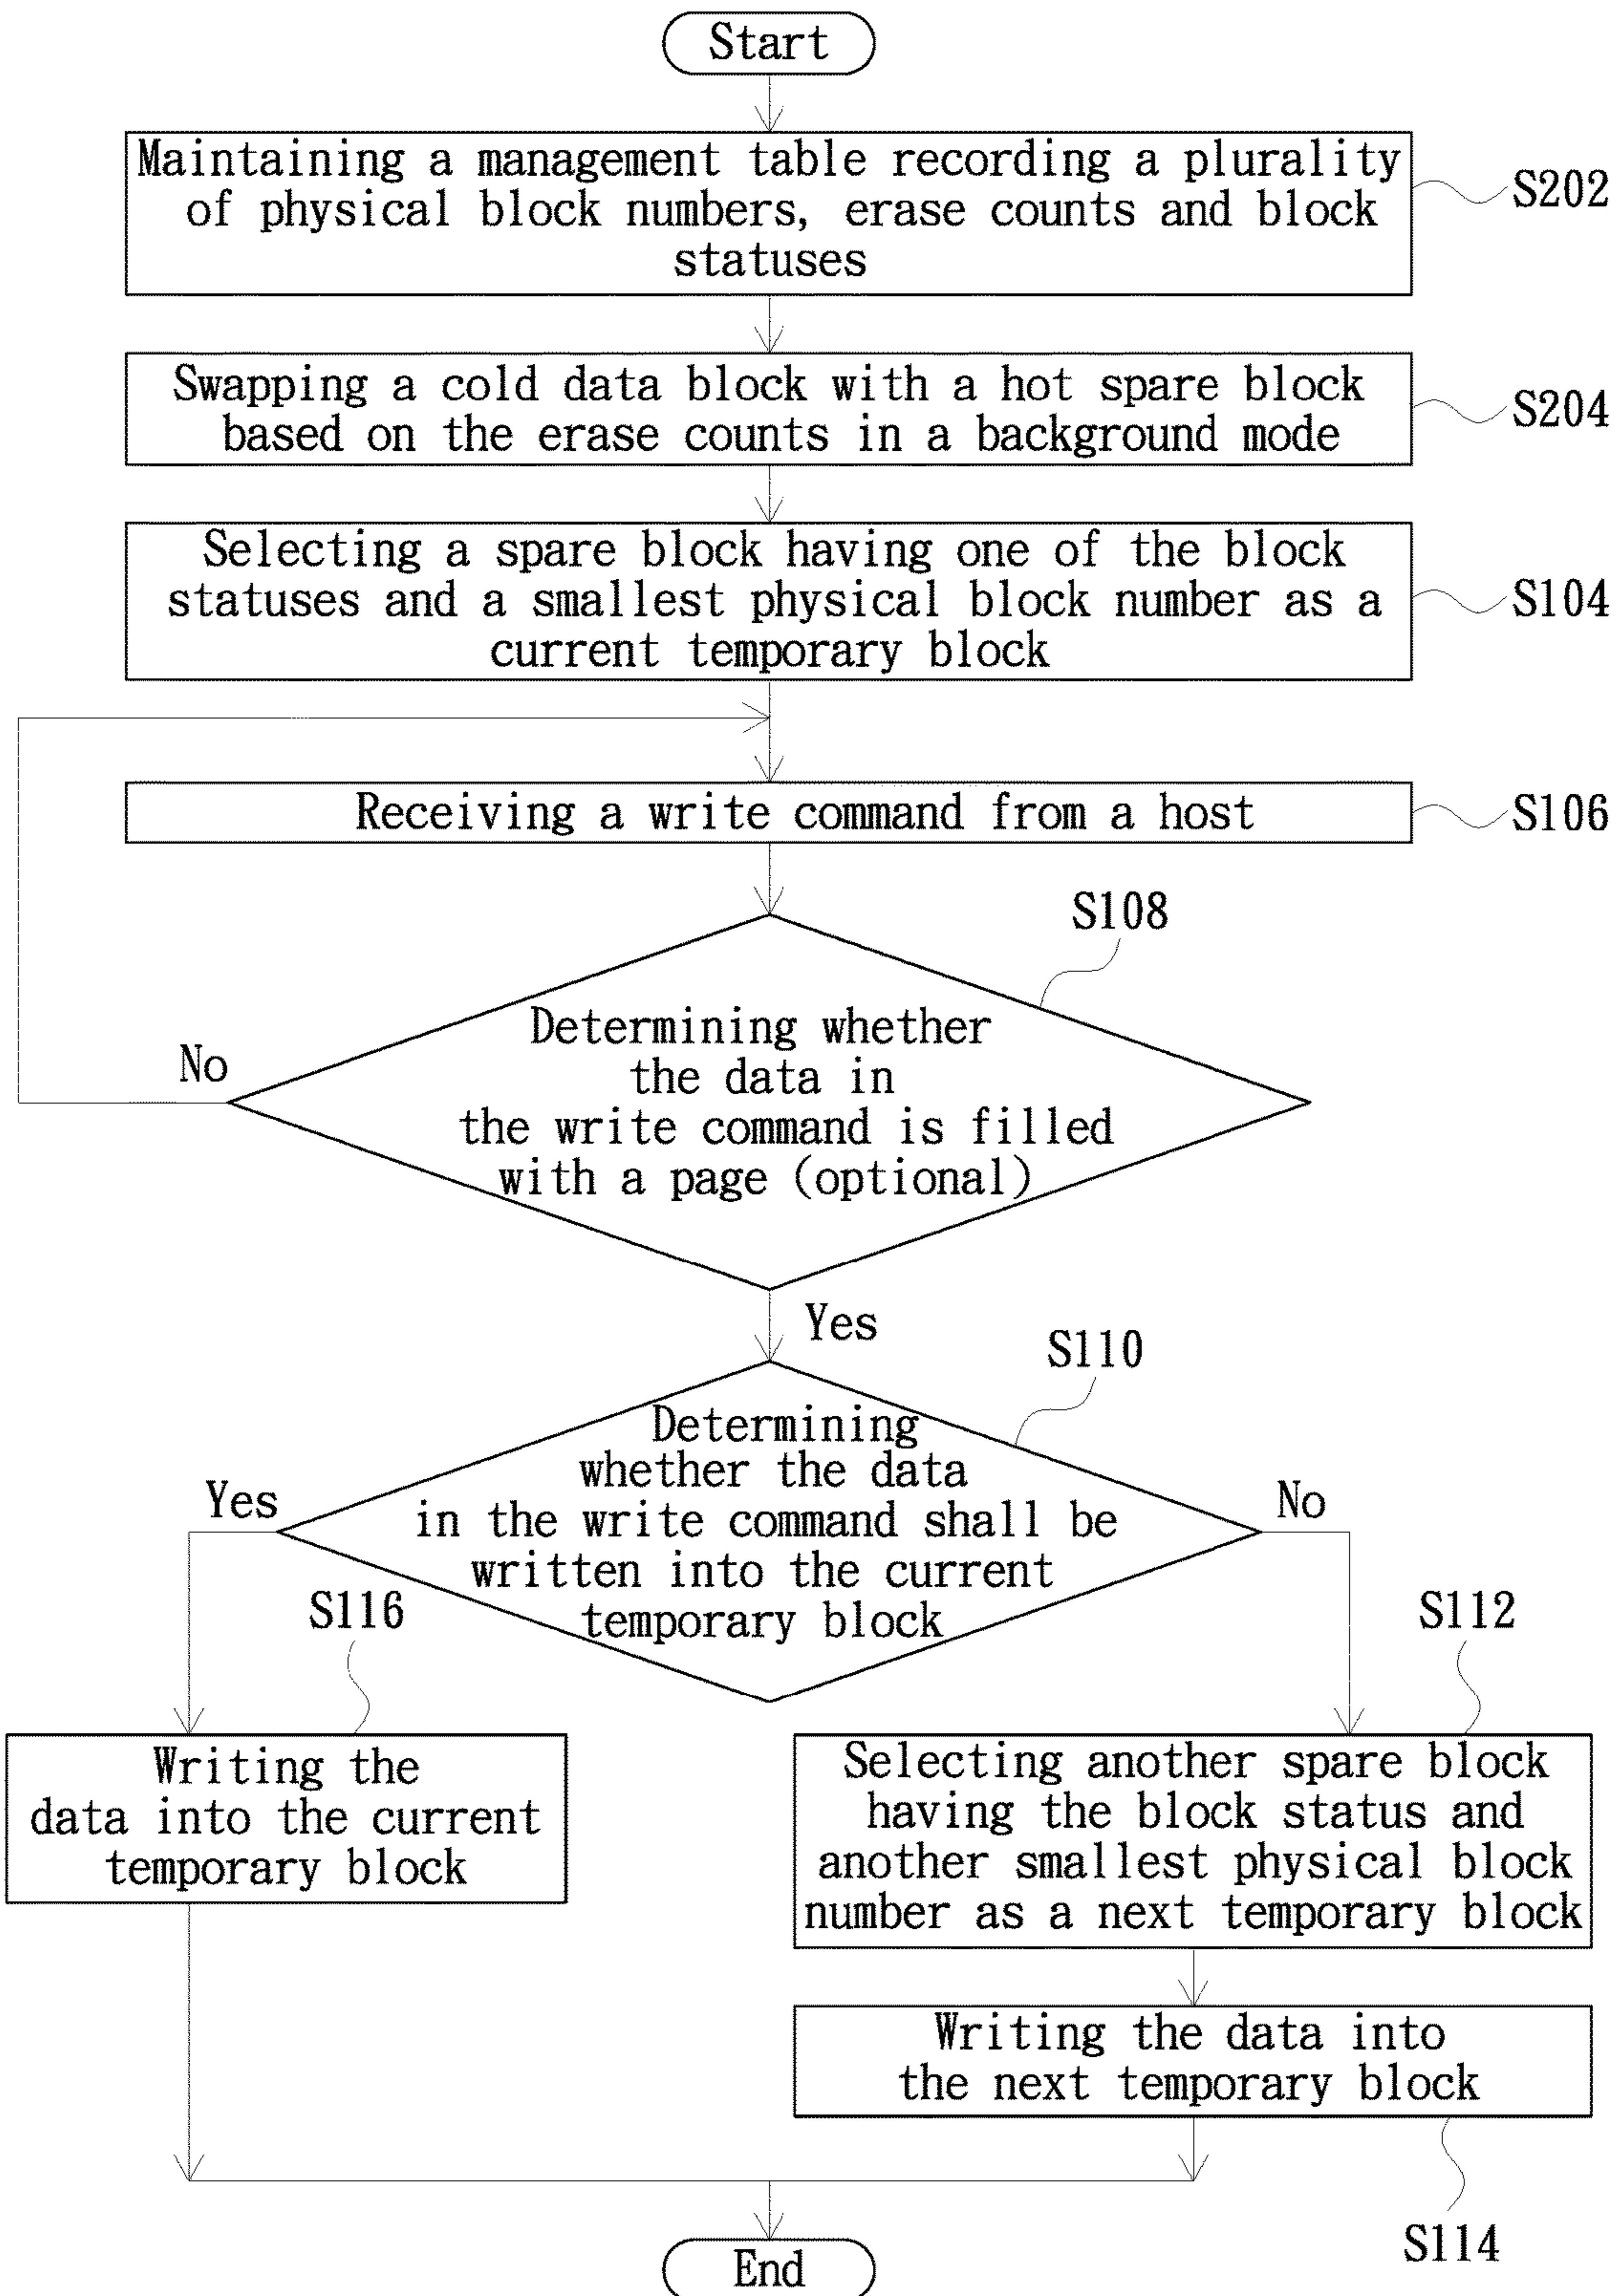 Start
Maintaining a management table recording a plurality
of physical block numbers, erase counts and block
statuses
S202
Swapping a cold data block with a hot spare block
based on the erase counts in a background mode
S204
Selecting a spare block having one of the block
statuses and a smallest physical block number as a
current temporary block
S104
Receiving a write command from a host
S106
S108
Determining whether
the data in
the write command is filled
with a page (optional)
No
Yes
S110
Determining
whether the data
in the write command shall be
written into the current
temporary block
Yes
No
S116
S112
Writing the
data into the current
temporary block
Selecting another spare block
having the block status and
another smallest physical block
number as a next temporary block
Writing the data into
the next temporary block
S114
End